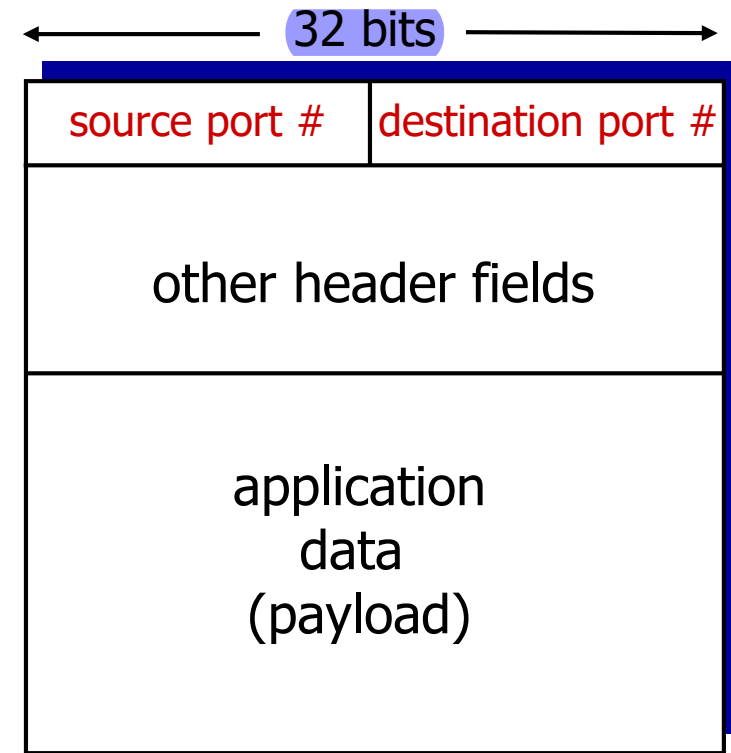 32 bits
source port # destination port #
other header fields
application
data
(payload)